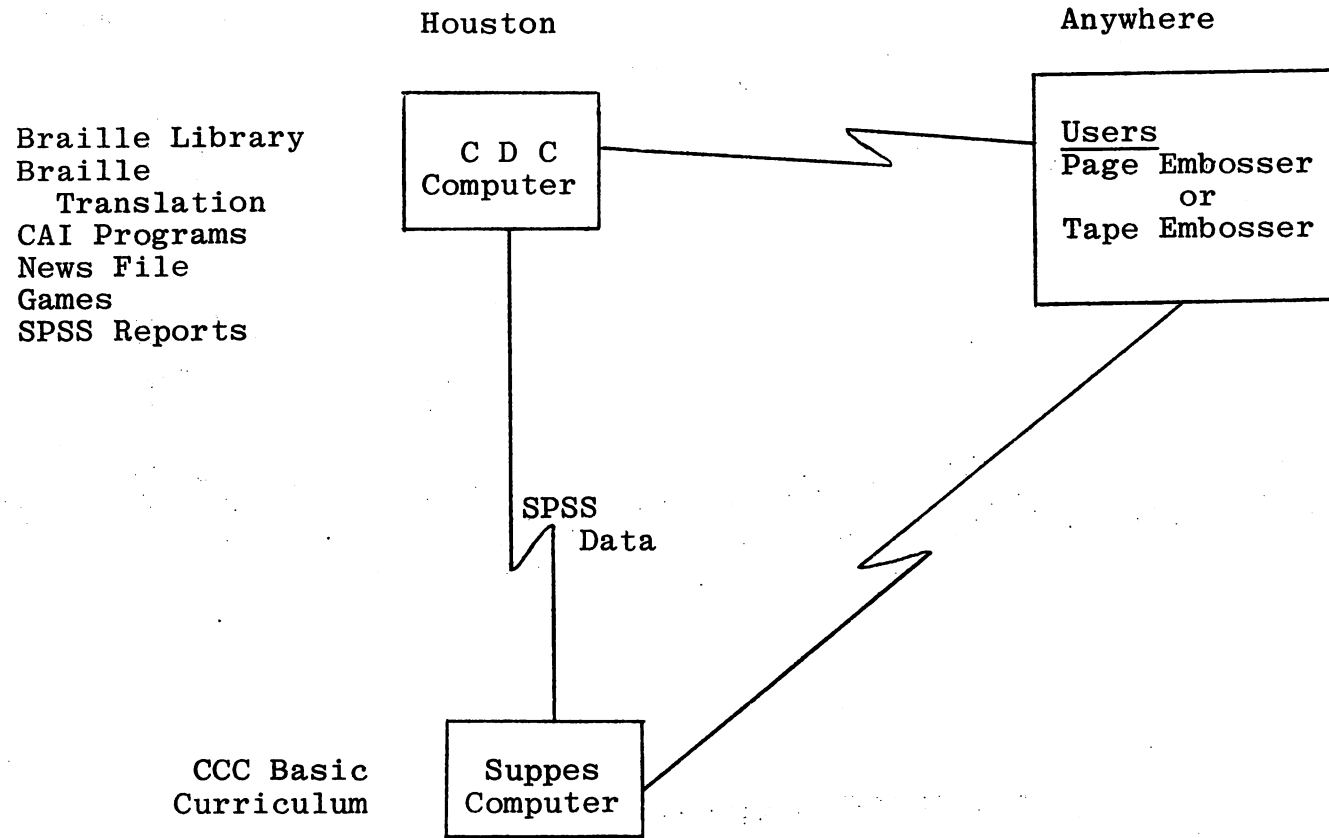 Houston
Anywhere
Braille Library
Braille
Translation
CAI Programs
News File
Games
SPSS Reports
C D C
Computer
Users
Page Embosser
or
Tape Embosser
SPSS
Data
CCC Basic
Curriculum
Suppes
Computer